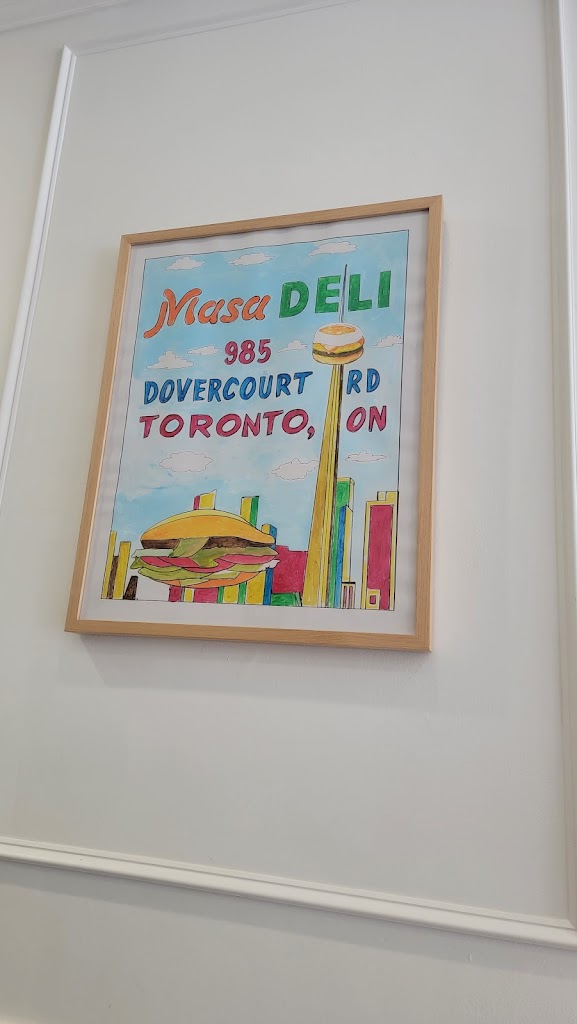 Masa DELI
985
DOVERCOURT RD
TORONTO, ON